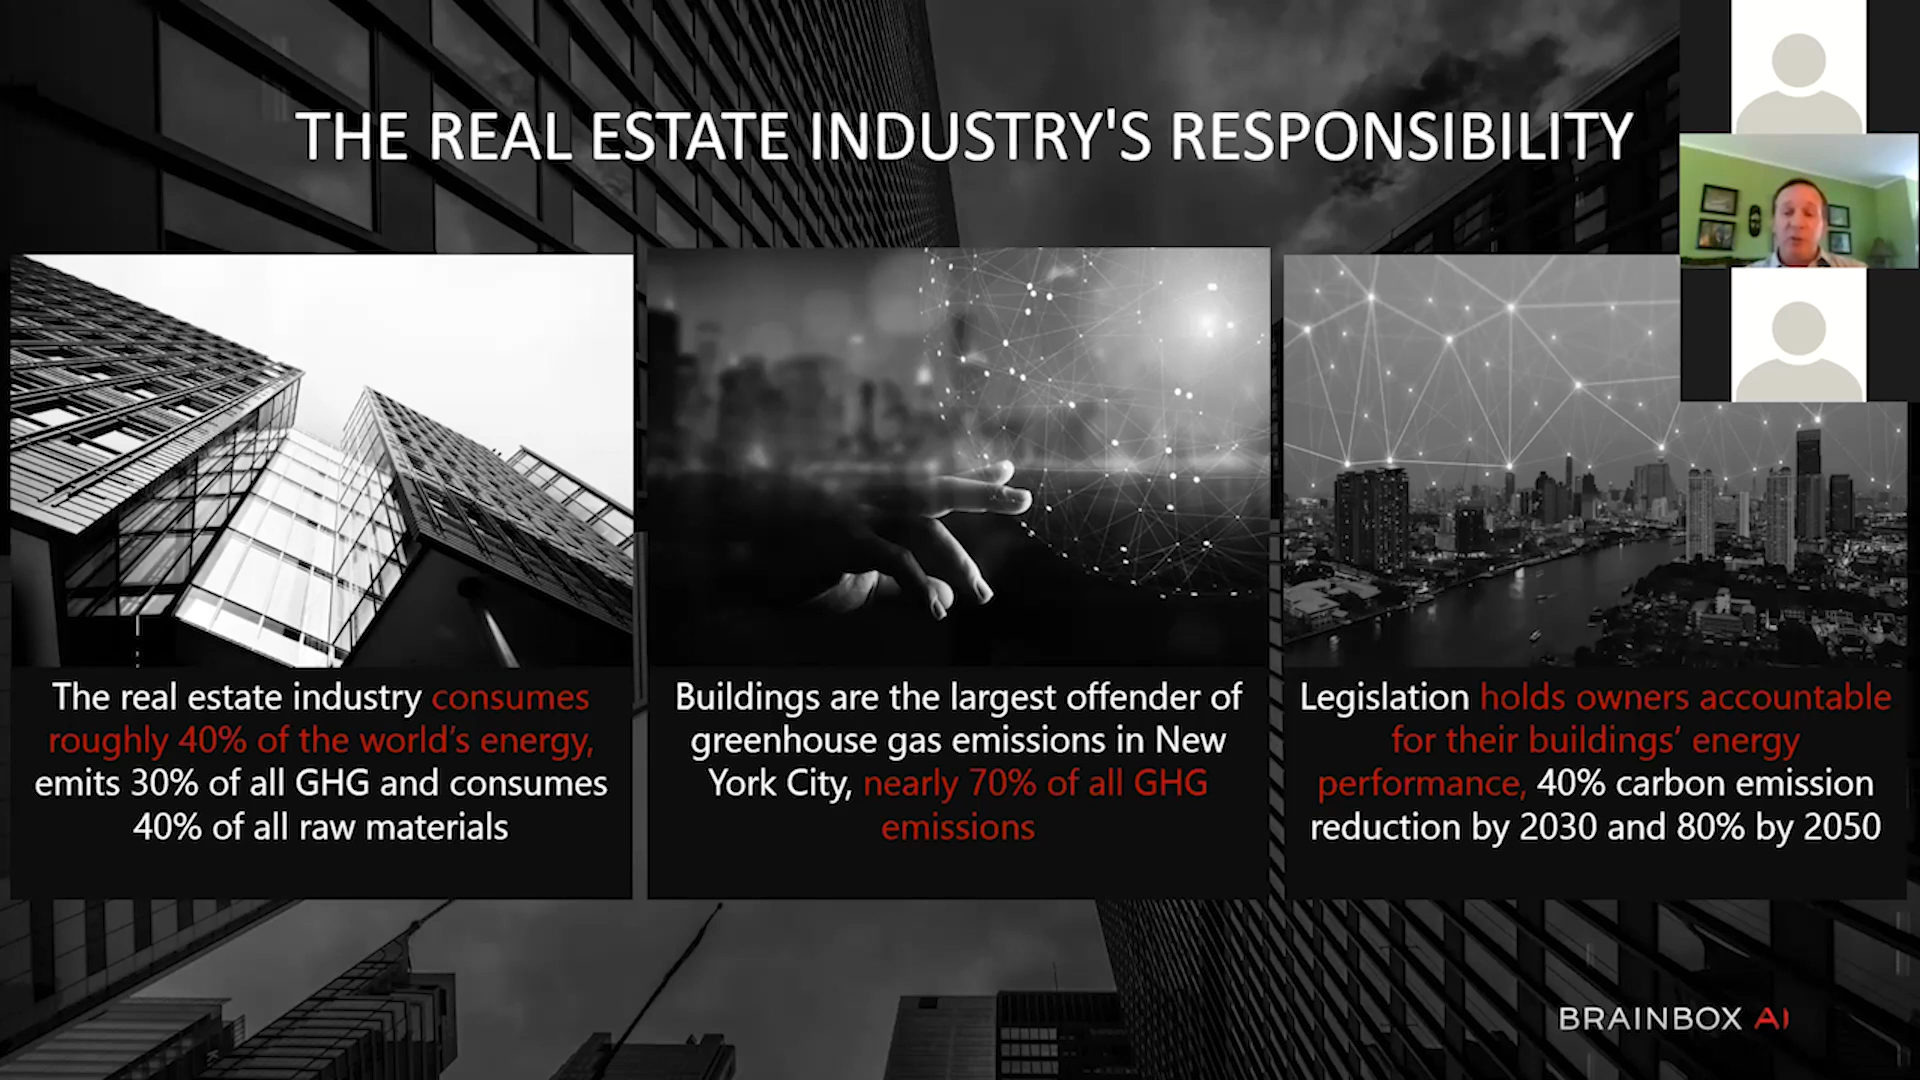 THE REAL ESTATE INDUSTRY'S RESPONSIBILITY
The real estate industry consumes
roughly 40% of the world’s energy,
emits 30% of all GHG and consumes
40% of all raw materials
Buildings are the largest offender of
greenhouse gas emissions in New
York City, nearly 70% of all GHG
emissions
Legislation holds owners accountable
for their buildings’ energy
performance, 40% carbon emission
reduction by 2030 and 80% by 2050
BRAINBOX AI